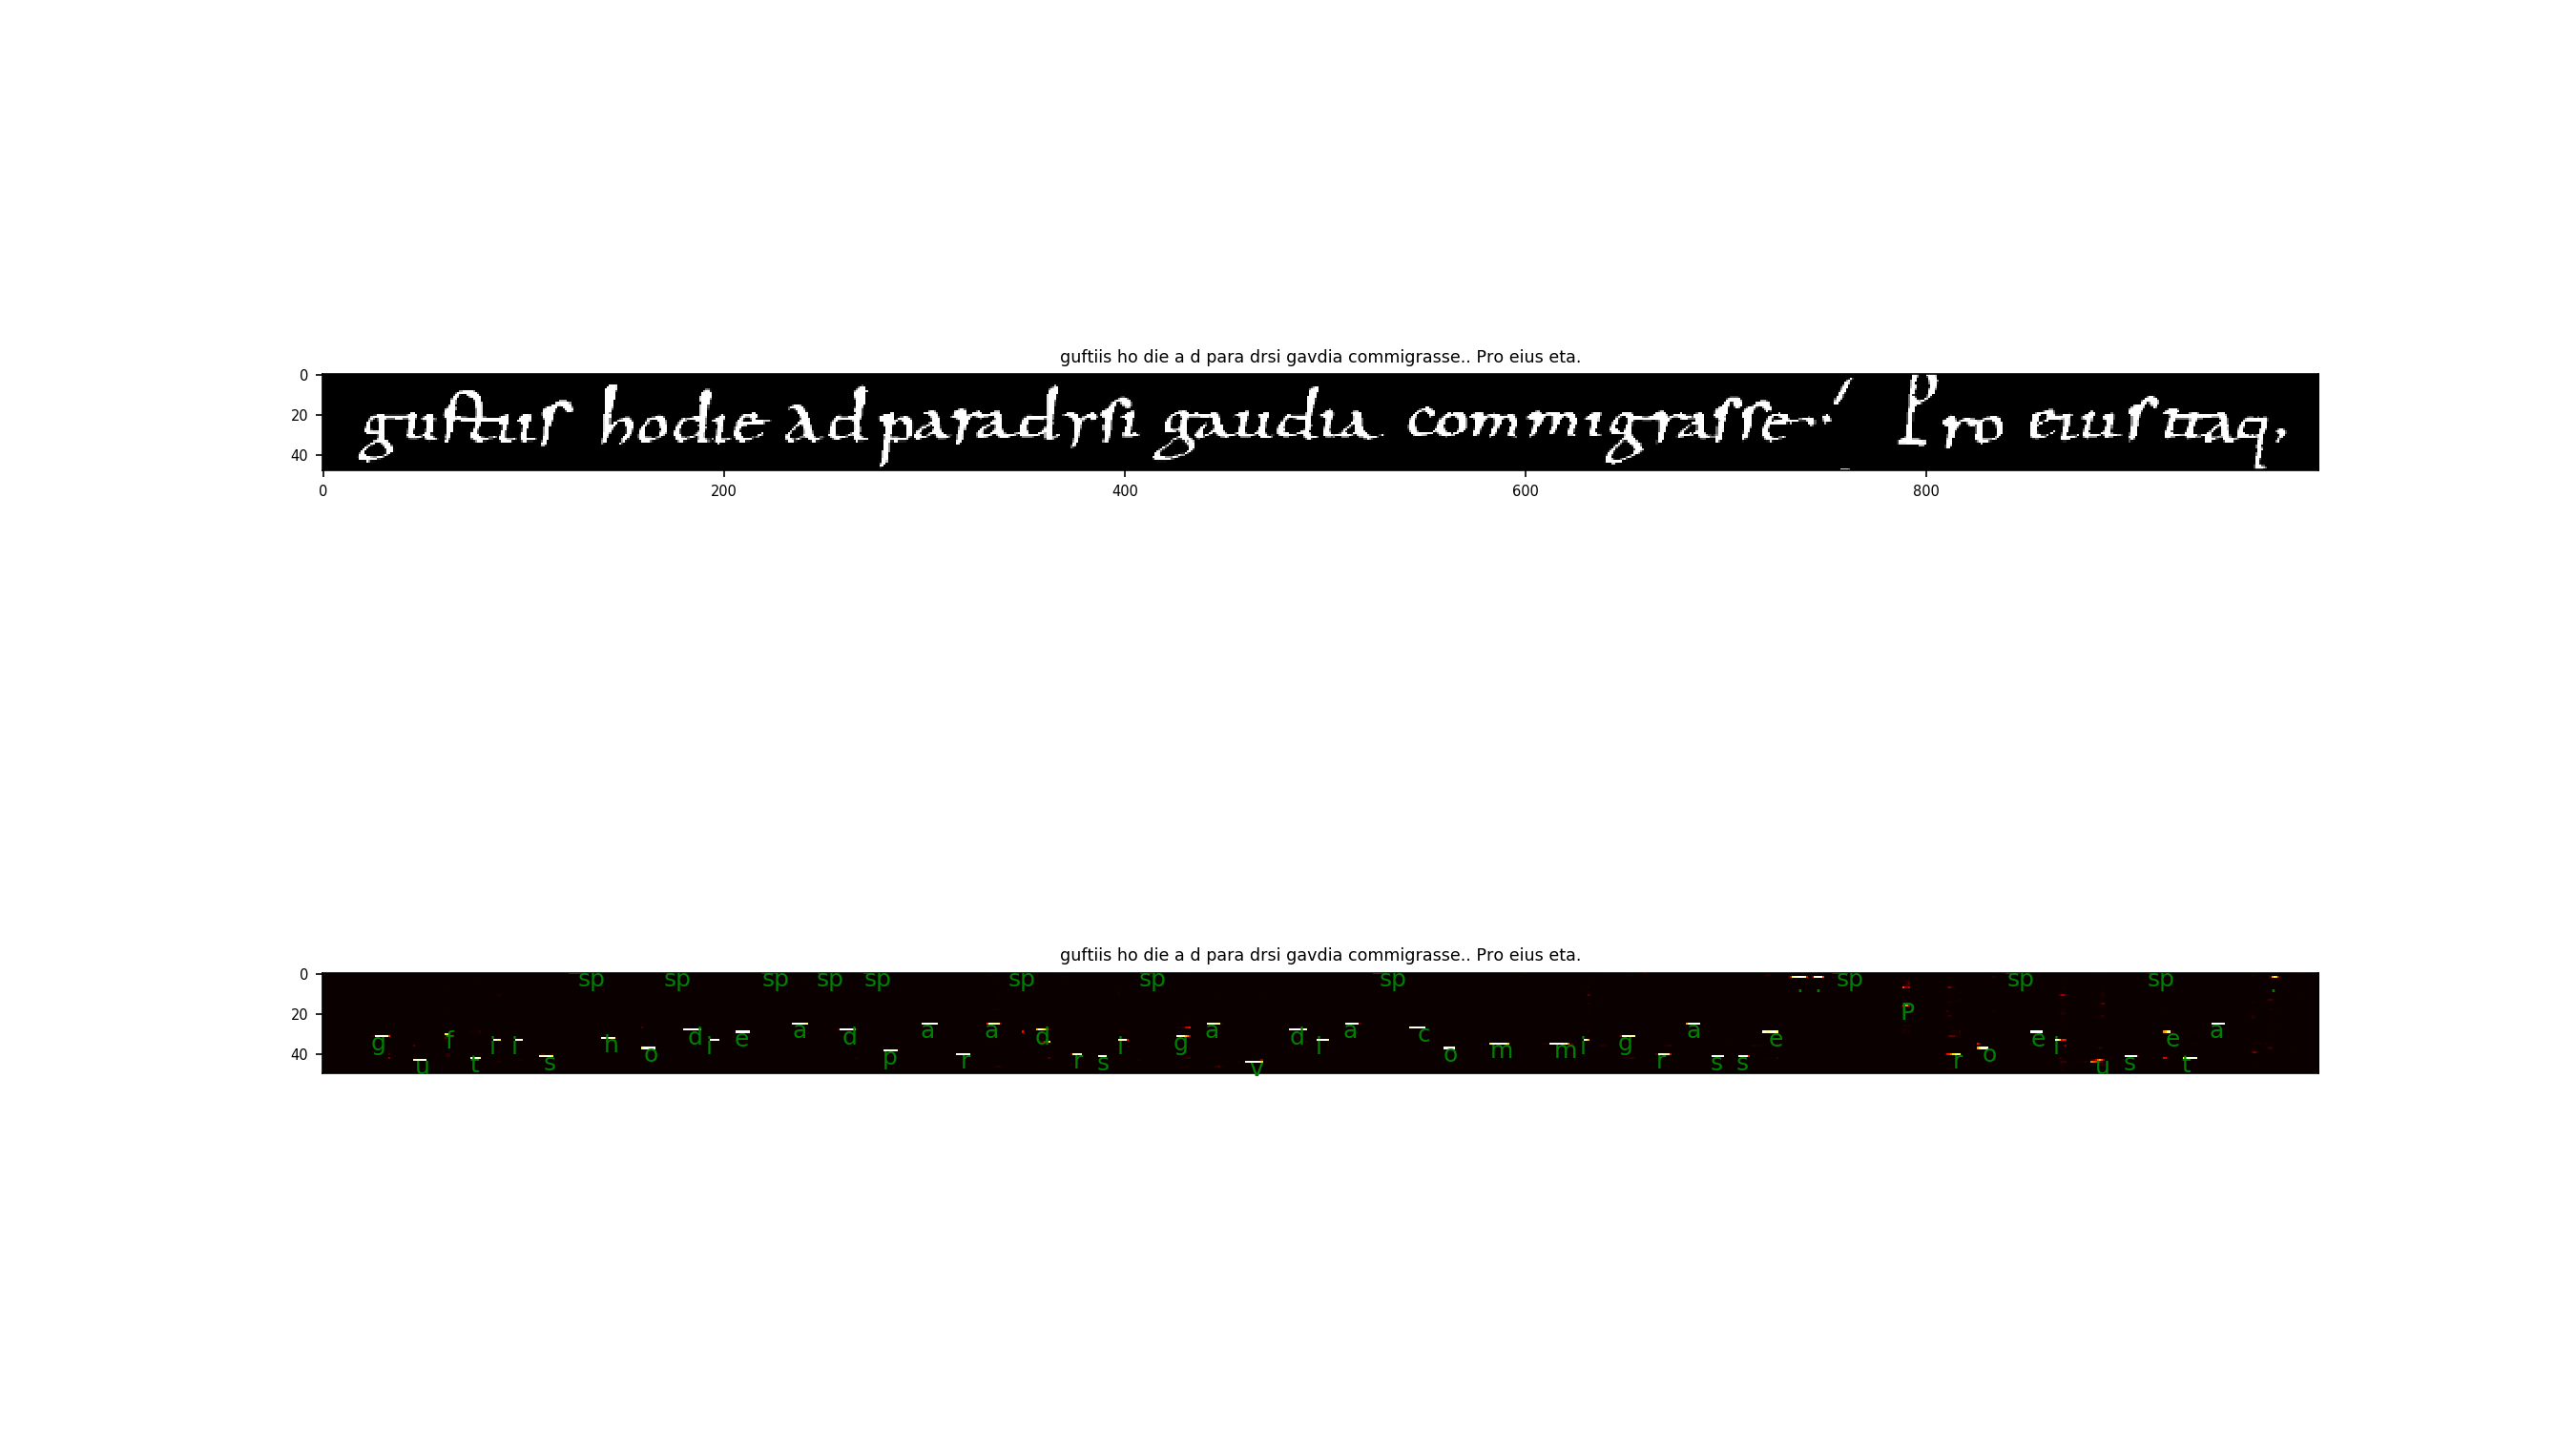 guftiis ho die a d para drsi gavdia commigrasse.. Pro eius eta.
0
20
40
gustiis hodie ad paradysi gaudia commigrasse. Pro eius itaq,
0 200 400 600 800
guftiis ho die a d para drsi gavdia commigrasse.. Pro eius eta.
0
20
40
sp sp sp sp sp sp sp sp . . sp sp sp .
g u f t i i s h o d i e a d p a r a d r s i g a v d i a c o m m i g r a s s e P r o e i u s e t a